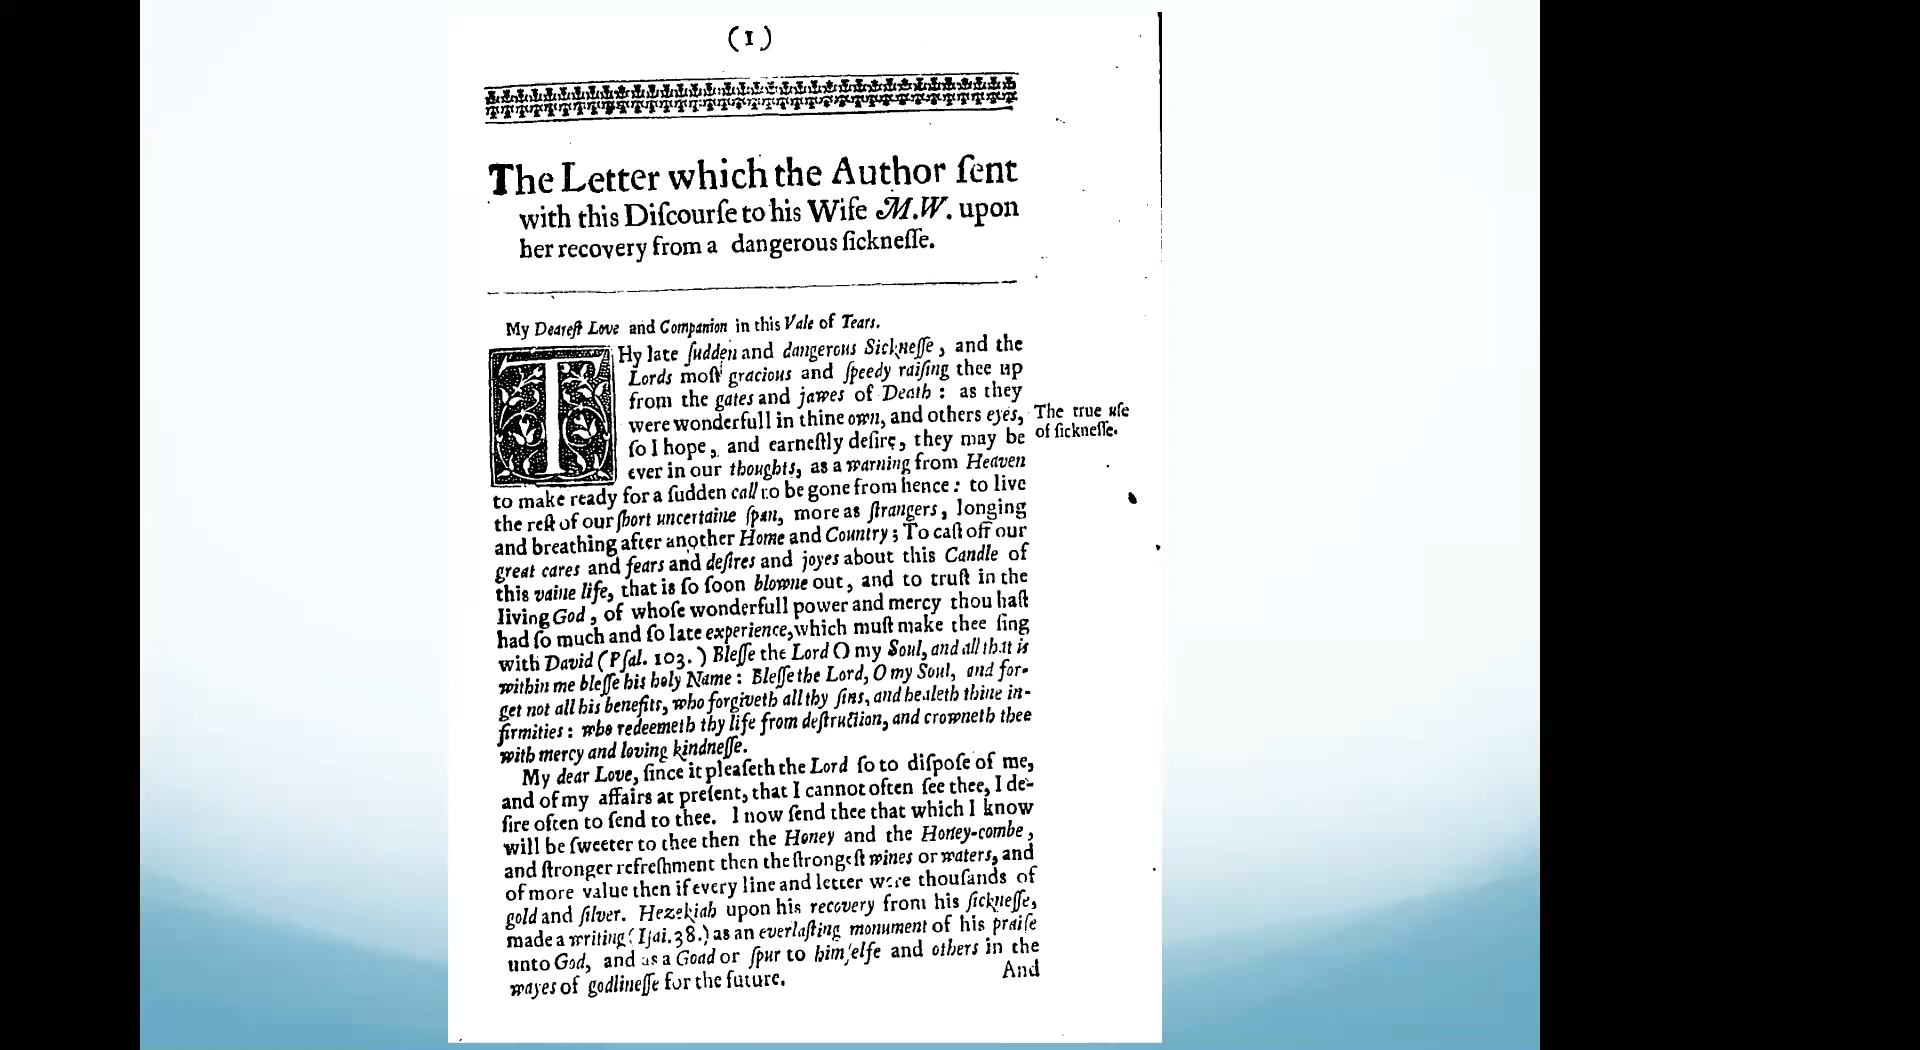 (1)
The Letter which the Author ſent
with this Diſcourſe to his Wife M.W. upon
her recovery from a dangerous ſickneſſe.
My Deareſt Love and Companion in this Vale of Tears.
THy late ſudden and dangerous Sickneſſe, and the
Lords moſt gracious and ſpeedy raiſing thee up
from the gates and jawes of Death: as they
were wonderfull in thine own, and others eyes,
ſo I hope, and earneſtly deſire, they may be
ever in our thoughts, as a warning from Heaven
The true uſe
of ſickneſſe.
to make ready for a ſudden call to be gone from hence: to live
the reſt of our ſhort uncertaine ſpan, more as ſtrangers, longing
and breathing after another Home and Country; To caſt off our
great cares and fears and deſires and joyes about this Candle of
this vaine life, that is ſo ſoon blowne out, and to truſt in the
living God, of whoſe wonderfull power and mercy thou haſt
had ſo much and ſo late experience, which muſt make thee ſing
with David (Pſal. 103.) Bleſſe the Lord O my Soul, and all that is
within me bleſſe his holy Name: Bleſſe the Lord, O my Soul, and for-
get not all his benefits, who forgiveth all thy ſins, and healeth thine in-
firmities: who redeemeth thy life from deſtruction, and crowneth thee
with mercy and loving kindneſſe.
My dear Love, ſince it pleaſeth the Lord ſo to diſpoſe of me,
and of my affairs at preſent, that I cannot often ſee thee, I de-
ſire often to ſend to thee. I now ſend thee that which I know
will be ſweeter to thee then the Honey and the Honey-combe,
and ſtronger refreſhment then the ſtrongeſt wines or waters, and
of more value then if every line and letter were thouſands of
gold and ſilver. Hezekiah upon his recovery from his ſickneſſe,
made a writing (Iſai. 38.) as an everlaſting monument of his praiſe
unto God, and as a Goad or ſpur to himſelfe and others in the
wayes of godlineſſe for the future.
And